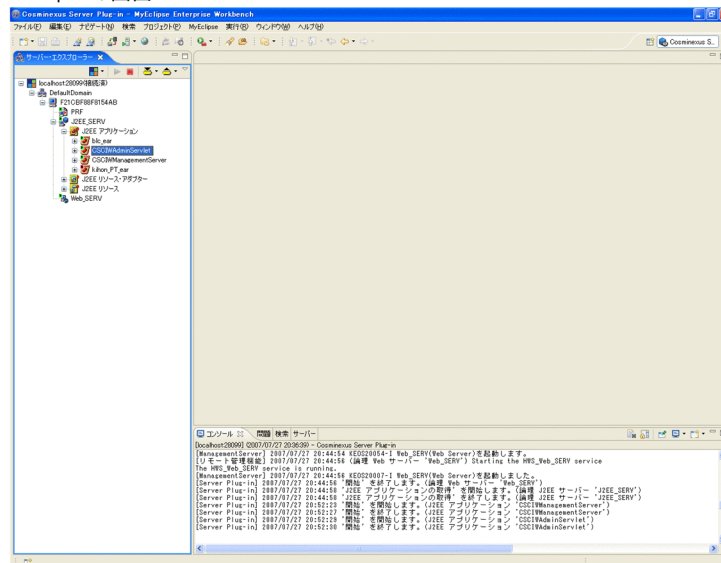 Cosminexus Server Plug-in - MyEclipse Enterprise Workbench
ファイル(F) 編集(E) ナビゲート(N) 検索 プロジェクト(P) MyEclipse 実行(R) ウィンドウ(W) ヘルプ(H)
Cosminexus S...
サーバー・エクスプローラー
localhost:28099(接続済)
DefaultDomain
F21CBF88F8154AB
PRF
J2EE_SERV
J2EE アプリケーション
blc_ear
CSCIWAdminServlet
CSCIWManagementServer
kihon_PT_ear
J2EE リソース・アダプター
J2EE リソース
Web_SERV
コンソール 問題 検索 サーバー
[localhost:28099] (2007/07/27 20:36:39) - Cosminexus Server Plug-in
[ManagementServer] 2007/07/27 20:44:54 KEOS20054-I Web_SERV(Web Server)を起動します。
[リモート管理機能] 2007/07/27 20:44:56 (論理 Web サーバー 'Web_SERV') Starting the HWS_Web_SERV service
The HWS_Web_SERV service is running.
[ManagementServer] 2007/07/27 20:44:56 KEOS20007-I Web_SERV(Web Server)を起動しました。
[Server Plug-in] 2007/07/27 20:44:56 '開始' を終了します。(論理 Web サーバー 'Web_SERV')
[Server Plug-in] 2007/07/27 20:44:58 'J2EE アプリケーションの取得' を開始します。(論理 J2EE サーバー 'J2EE_SERV')
[Server Plug-in] 2007/07/27 20:44:58 'J2EE アプリケーションの取得' を終了します。(論理 J2EE サーバー 'J2EE_SERV')
[Server Plug-in] 2007/07/27 20:52:23 '開始' を開始します。(J2EE アプリケーション 'CSCIWManagementServer')
[Server Plug-in] 2007/07/27 20:52:27 '開始' を終了します。(J2EE アプリケーション 'CSCIWManagementServer')
[Server Plug-in] 2007/07/27 20:52:29 '開始' を開始します。(J2EE アプリケーション 'CSCIWAdminServlet')
[Server Plug-in] 2007/07/27 20:52:30 '開始' を終了します。(J2EE アプリケーション 'CSCIWAdminServlet')